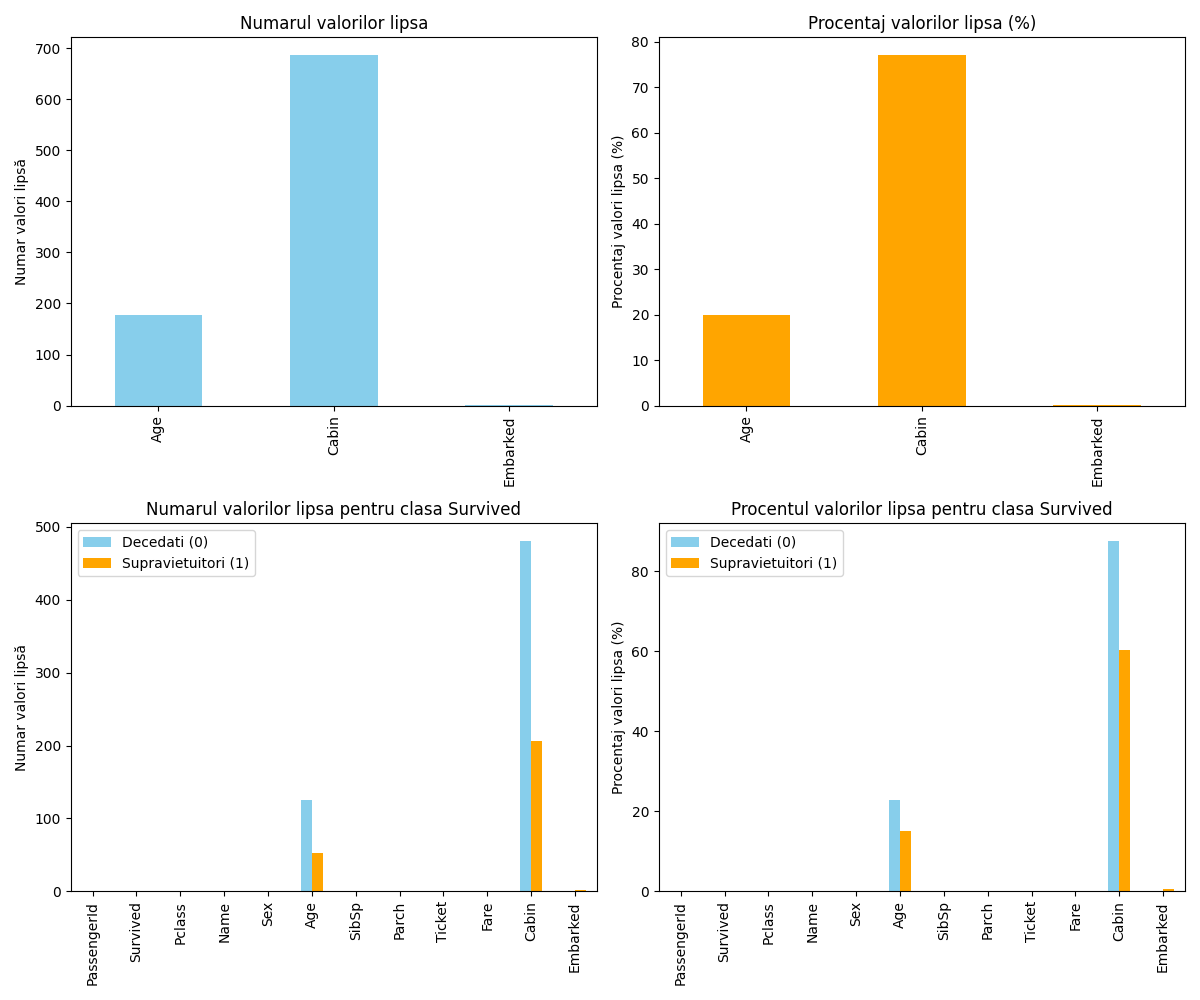 Numarul valorilor lipsa
Numar valori lipsă
700
600
500
400
300
200
100
0
Age
Cabin
Embarked
Procentaj valorilor lipsa (%)
Procentaj valori lipsa (%)
80
70
60
50
40
30
20
10
0
Age
Cabin
Embarked
Numarul valorilor lipsa pentru clasa Survived
Decedati (0)
Supravietuitori (1)
Numar valori lipsă
500
400
300
200
100
0
PassengerId
Survived
Pclass
Name
Sex
Age
SibSp
Parch
Ticket
Fare
Cabin
Embarked
Procentul valorilor lipsa pentru clasa Survived
Decedati (0)
Supravietuitori (1)
Procentaj valori lipsa (%)
80
60
40
20
0
PassengerId
Survived
Pclass
Name
Sex
Age
SibSp
Parch
Ticket
Fare
Cabin
Embarked